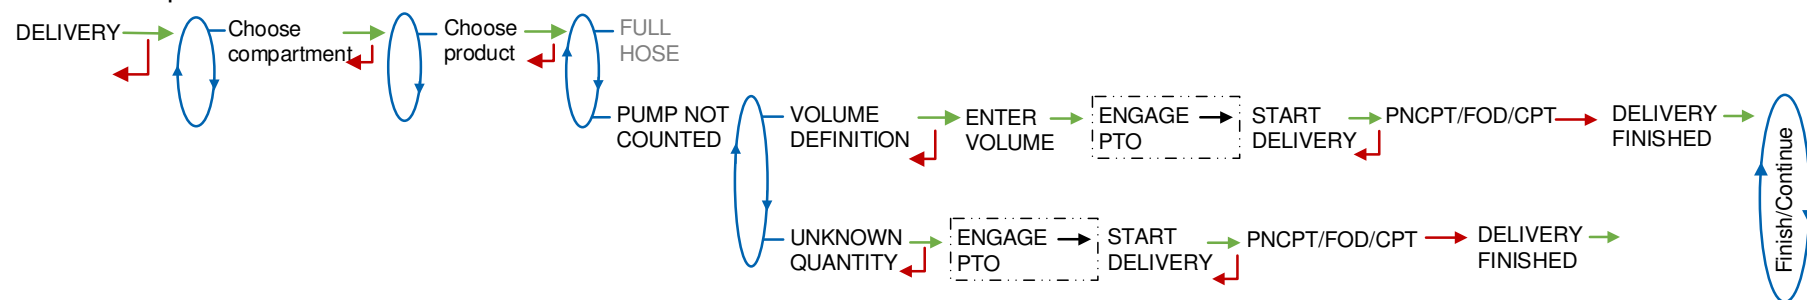 DELIVERY
Choose
compartment
Choose
product
FULL
HOSE
PUMP NOT
COUNTED
VOLUME
DEFINITION
ENTER
VOLUME
ENGAGE
PTO
START
DELIVERY
PNCPT/FOD/CPT
DELIVERY
FINISHED
Finish/Continue
UNKNOWN
QUANTITY
ENGAGE
PTO
START
DELIVERY
PNCPT/FOD/CPT
DELIVERY
FINISHED